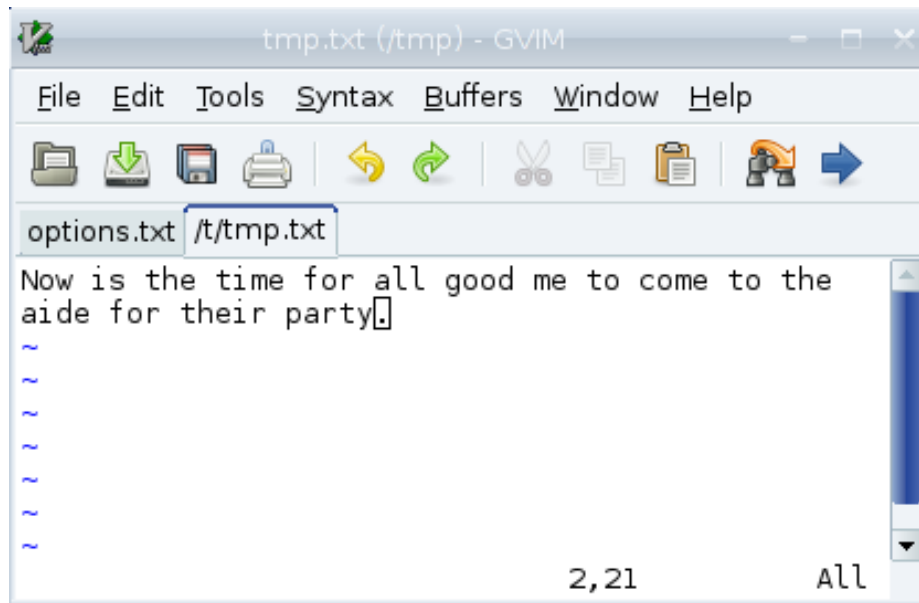 tmp.txt (/tmp) - GVIM
File Edit Tools Syntax Buffers Window Help
options.txt /t/tmp.txt
Now is the time for all good me to come to the
aide for their party.
~
~
~
~
~
~
~
2,21 All